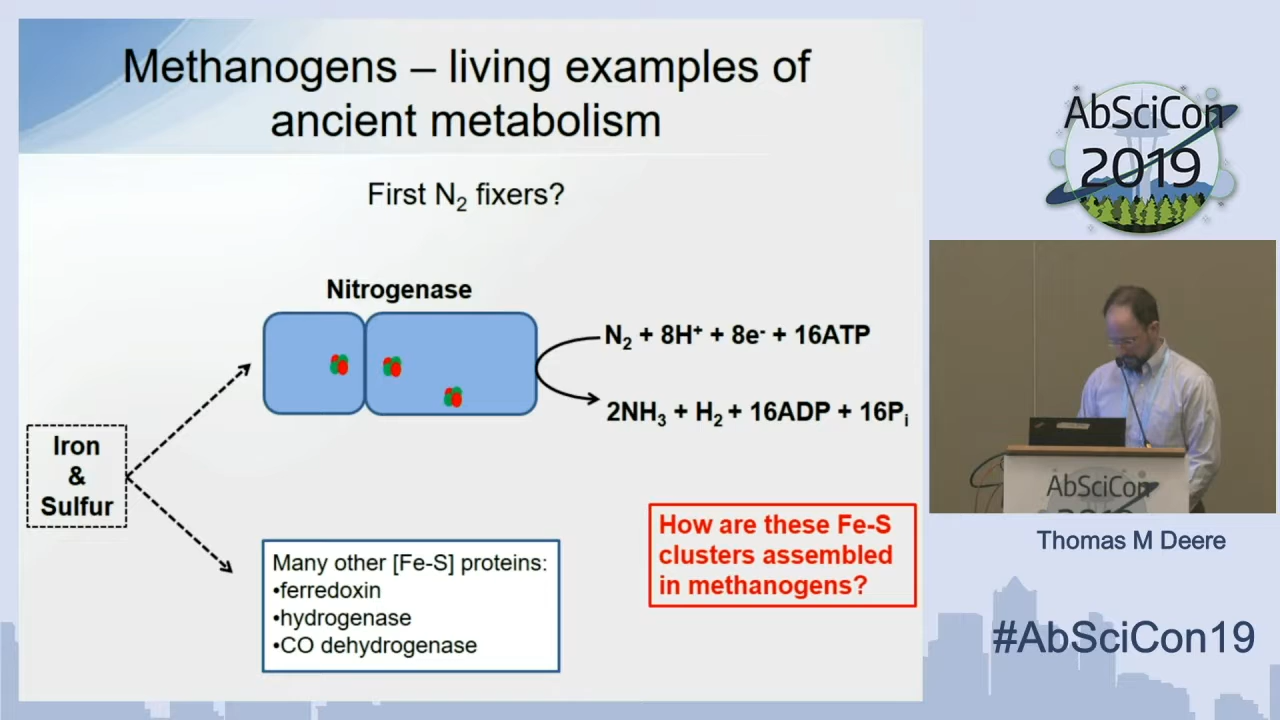 Methanogens – living examples of
ancient metabolism
First N₂ fixers?
Nitrogenase
N₂ + 8H⁺ + 8e⁻ + 16ATP
2NH₃ + H₂ + 16ADP + 16Pᵢ
Iron
&
Sulfur
Many other [Fe-S] proteins:
•ferredoxin
•hydrogenase
•CO dehydrogenase
How are these Fe-S
clusters assembled
in methanogens?
AbSciCon
2019
AbSciCon
2019
Thomas M Deere
#AbSciCon19